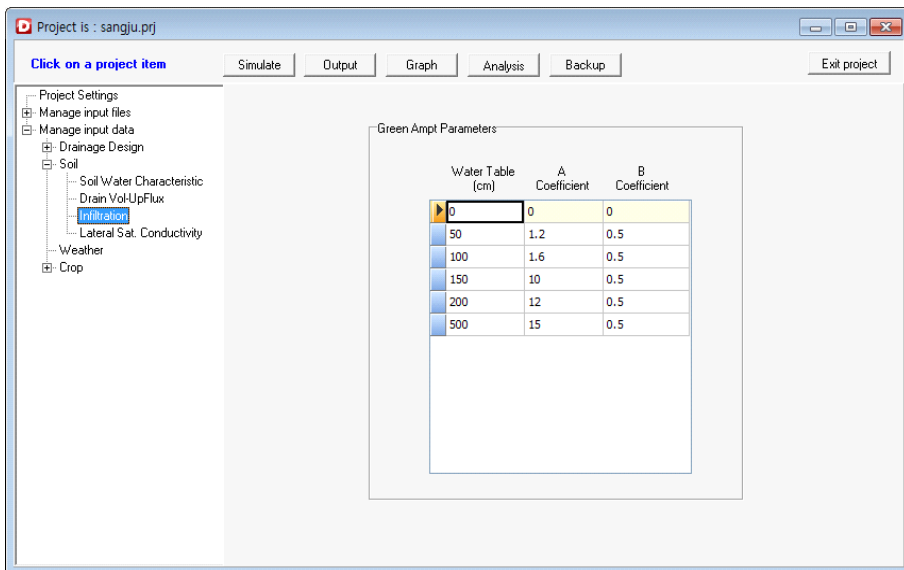 Project is : sangju.prj
Click on a project item
Simulate
Output
Graph
Analysis
Backup
Exit project
Project Settings
Manage input files
Manage input data
Drainage Design
Soil
Soil Water Characteristic
Drain Vol-UpFlux
Infiltration
Lateral Sat. Conductivity
Weather
Crop
Green Ampt Parameters
Water Table A B
(cm) Coefficient Coefficient
0 0 0
50 1.2 0.5
100 1.6 0.5
150 10 0.5
200 12 0.5
500 15 0.5